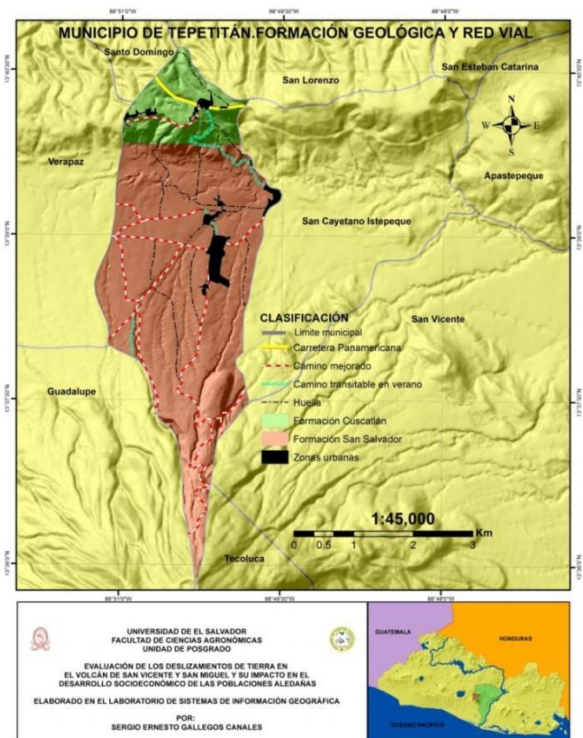 MUNICIPIO DE TEPETITÁN.FORMACIÓN GEOLÓGICA Y RED VIAL
Santo Domingo
San Lorenzo
San Esteban Catarina
N
W E
S
Verapaz
Apastepeque
San Cayetano Istepeque
San Vicente
Guadalupe
Tecoluca
CLASIFICACIÓN
Limite municipal
Carretera Panamericana
Camino mejorado
Camino transitable en verano
Huella
Formación Cuscatlán
Formación San Salvador
Zonas urbanas
1:45,000
Km
0 0.5 1 2 3
UNIVERSIDAD DE EL SALVADOR
FACULTAD DE CIENCIAS AGRONÓMICAS
UNIDAD DE POSGRADO
EVALUACIÓN DE LOS DESLIZAMIENTOS DE TIERRA EN
EL VOLCÁN DE SAN VICENTE Y SAN MIGUEL Y SU IMPACTO EN EL
DESARROLLO SOCIOECONÓMICO DE LAS POBLACIONES ALEDAÑAS
ELABORADO EN EL LABORATORIO DE SISTEMAS DE INFORMACIÓN GEOGRÁFICA
POR:
SERGIO ERNESTO GALLEGOS CANALES
GUATEMALA
HONDURAS
OCEANO PACIFICO